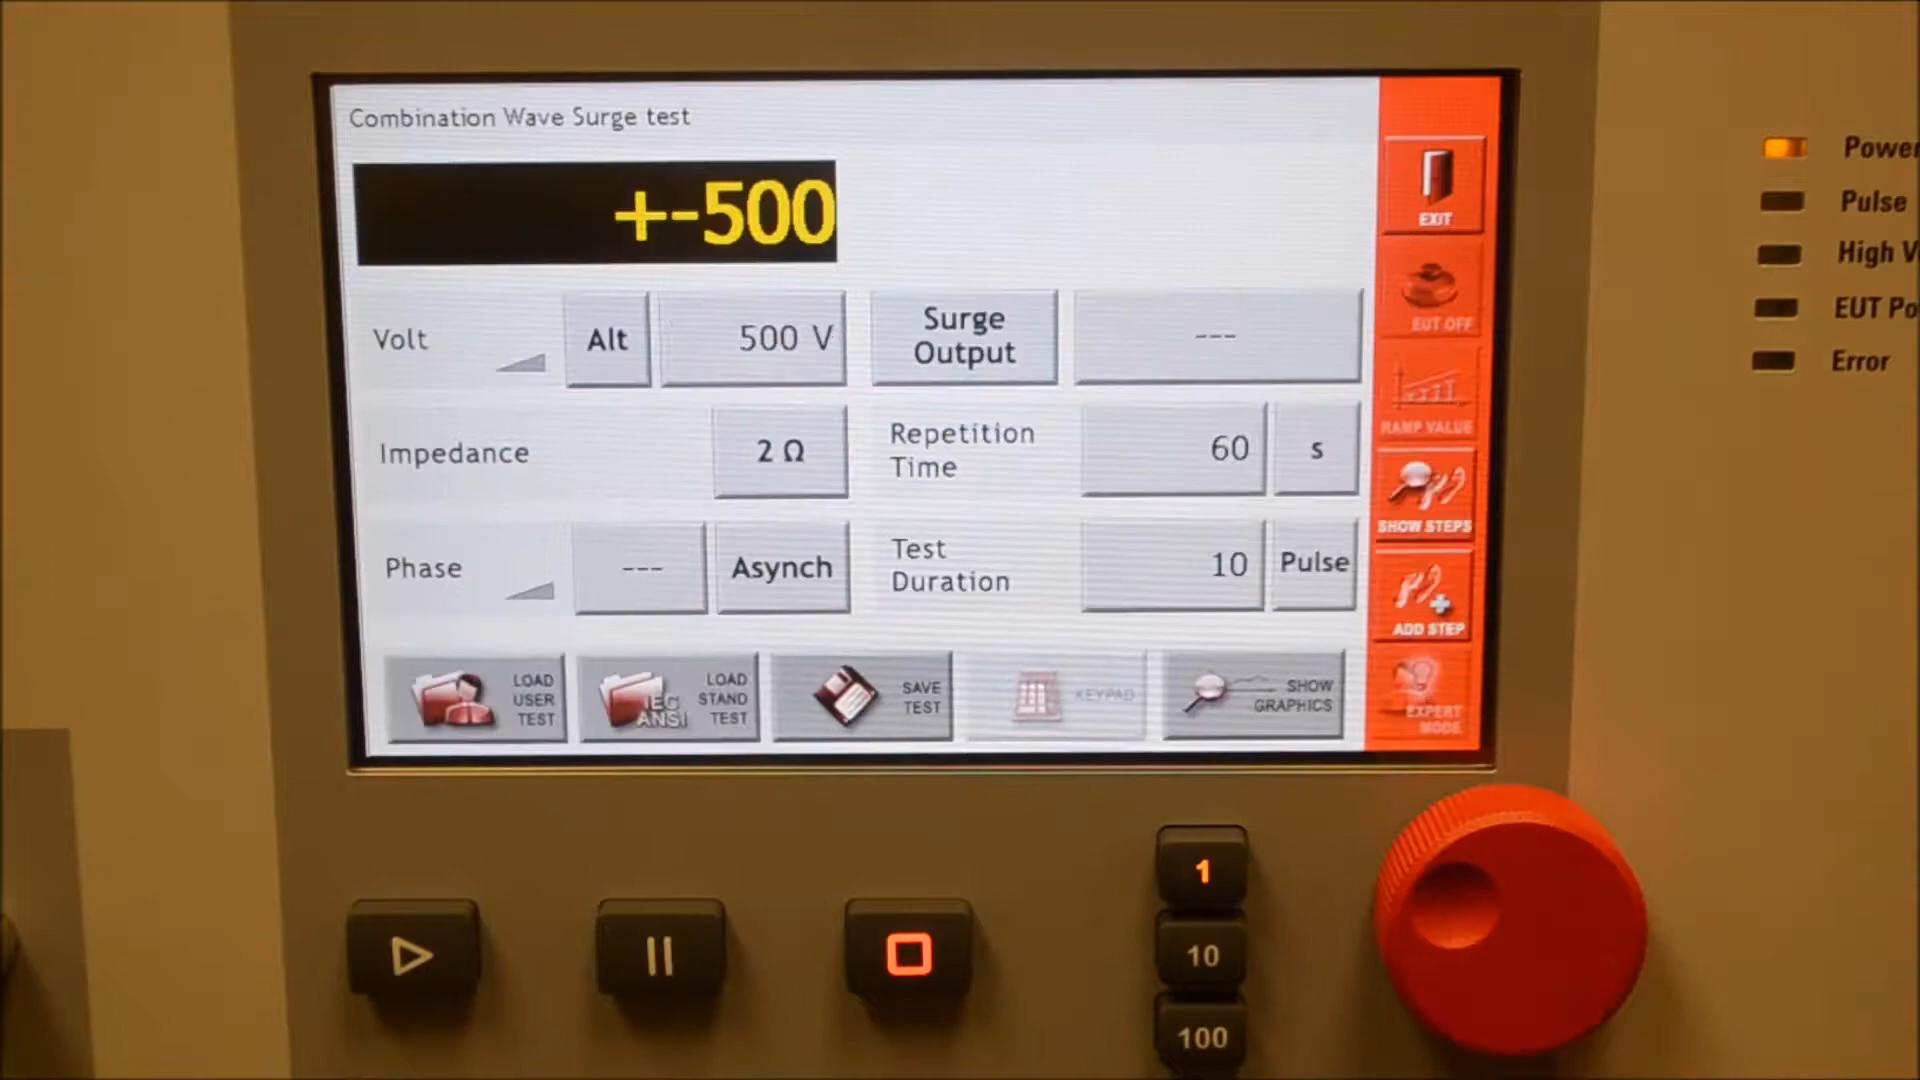 Combination Wave Surge test
+-500
Volt
Alt
500 V
Surge
Output
---
Impedance
2 Ω
Repetition
Time
60
s
Phase
---
Asynch
Test
Duration
10
Pulse
LOAD
USER
TEST
IEC
ANSI
LOAD
STAND
TEST
SAVE
TEST
KEYPAD
SHOW
GRAPHICS
EXIT
EUT OFF
RAMP VALUE
SHOW STEPS
ADD STEP
EXPERT
MODE
Power
Pulse
High V
EUT Po
Error
1
10
100